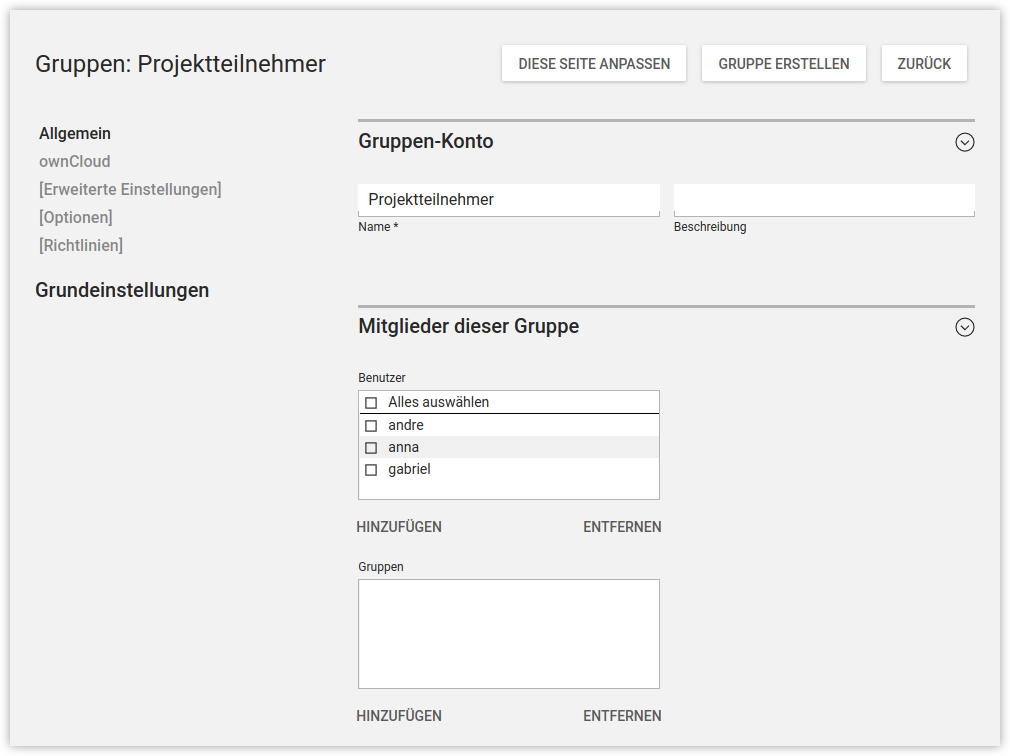 Gruppen: Projektteilnehmer
DIESE SEITE ANPASSEN
GRUPPE ERSTELLEN
ZURÜCK
Allgemein
ownCloud
[Erweiterte Einstellungen]
[Optionen]
[Richtlinien]
Grundeinstellungen
Gruppen-Konto
Projektteilnehmer
Name *
Beschreibung
Mitglieder dieser Gruppe
Benutzer
Alles auswählen
andre
anna
gabriel
HINZUFÜGEN
ENTFERNEN
Gruppen
HINZUFÜGEN
ENTFERNEN